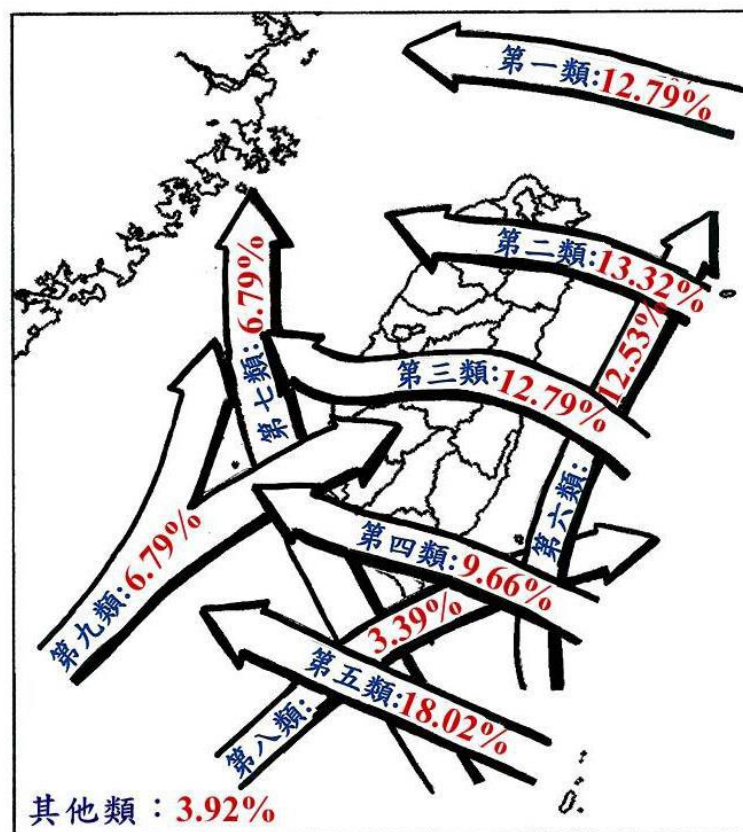 第一類:12.79%
第二類:13.32%
第三類:12.79%
第四類:9.66%
第五類:18.02%
第六類:12.53%
第七類:6.79%
第八類:3.39%
第九類:6.79%
其他類：3.92%